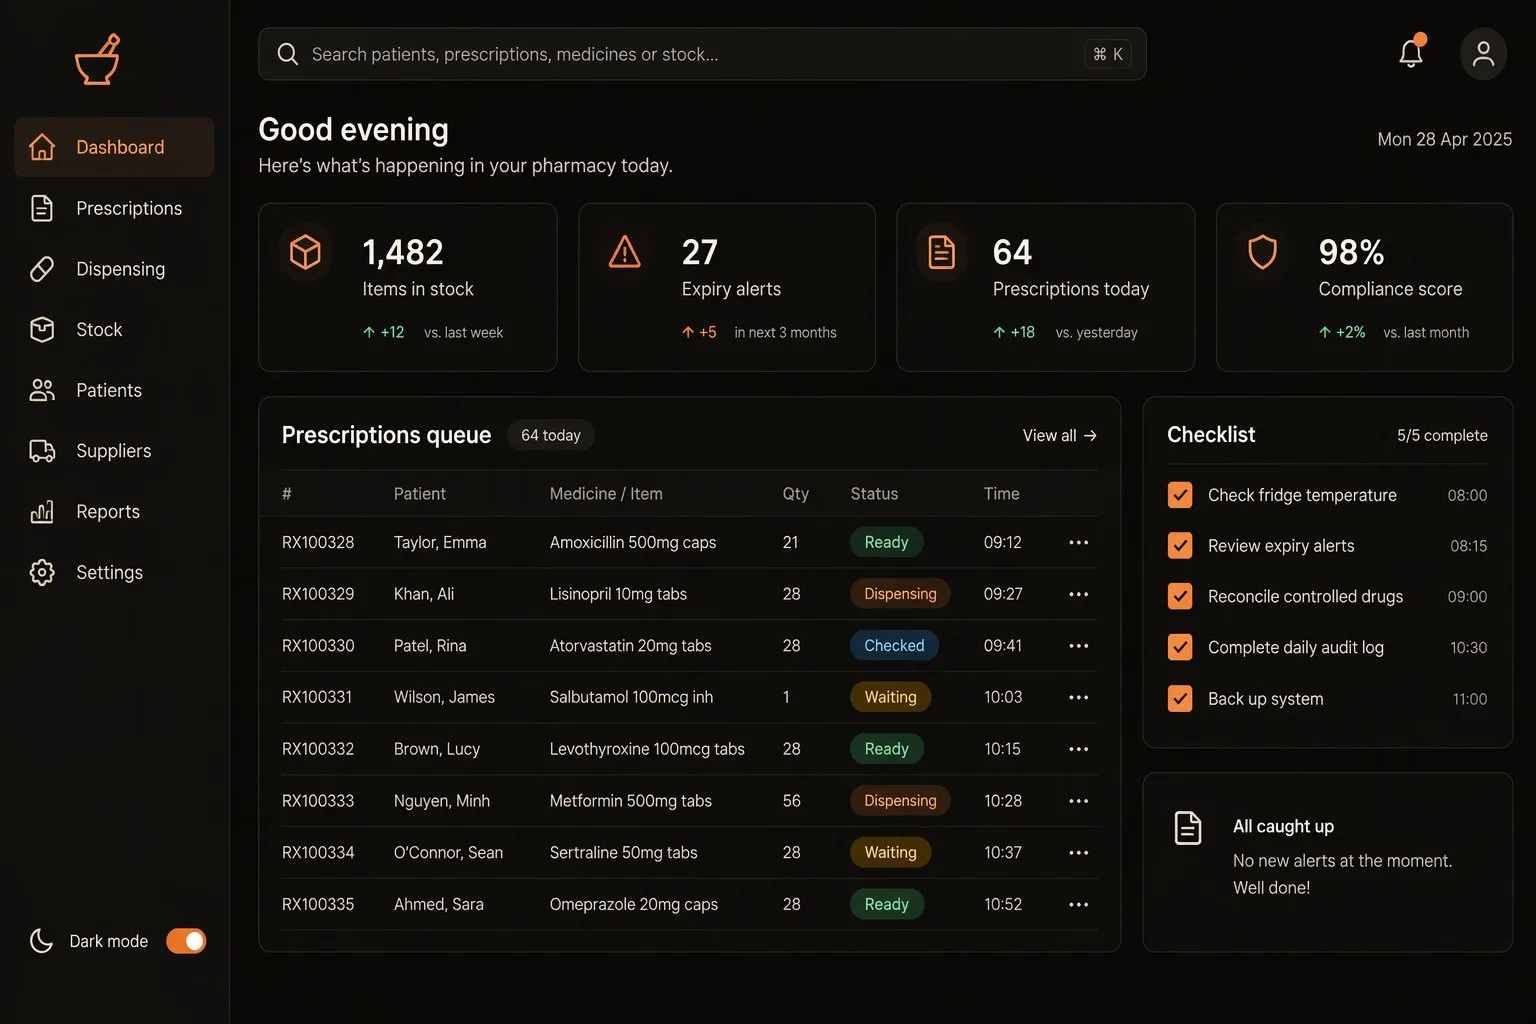 Search patients, prescriptions, medicines or stock...
⌘ K
Dashboard
Prescriptions
Dispensing
Stock
Patients
Suppliers
Reports
Settings
Dark mode
Good evening
Mon 28 Apr 2025
Here's what's happening in your pharmacy today.
1,482
Items in stock
↑ +12 vs. last week
27
Expiry alerts
↑ +5 in next 3 months
64
Prescriptions today
↑ +18 vs. yesterday
98%
Compliance score
↑ +2% vs. last month
Prescriptions queue 64 today View all →
# Patient Medicine / Item Qty Status Time
RX100328 Taylor, Emma Amoxicillin 500mg caps 21 Ready 09:12 •••
RX100329 Khan, Ali Lisinopril 10mg tabs 28 Dispensing 09:27 •••
RX100330 Patel, Rina Atorvastatin 20mg tabs 28 Checked 09:41 •••
RX100331 Wilson, James Salbutamol 100mcg inh 1 Waiting 10:03 •••
RX100332 Brown, Lucy Levothyroxine 100mcg tabs 28 Ready 10:15 •••
RX100333 Nguyen, Minh Metformin 500mg tabs 56 Dispensing 10:28 •••
RX100334 O'Connor, Sean Sertraline 50mg tabs 28 Waiting 10:37 •••
RX100335 Ahmed, Sara Omeprazole 20mg caps 28 Ready 10:52 •••
Checklist 5/5 complete
Check fridge temperature 08:00
Review expiry alerts 08:15
Reconcile controlled drugs 09:00
Complete daily audit log 10:30
Back up system 11:00
All caught up
No new alerts at the moment.
Well done!